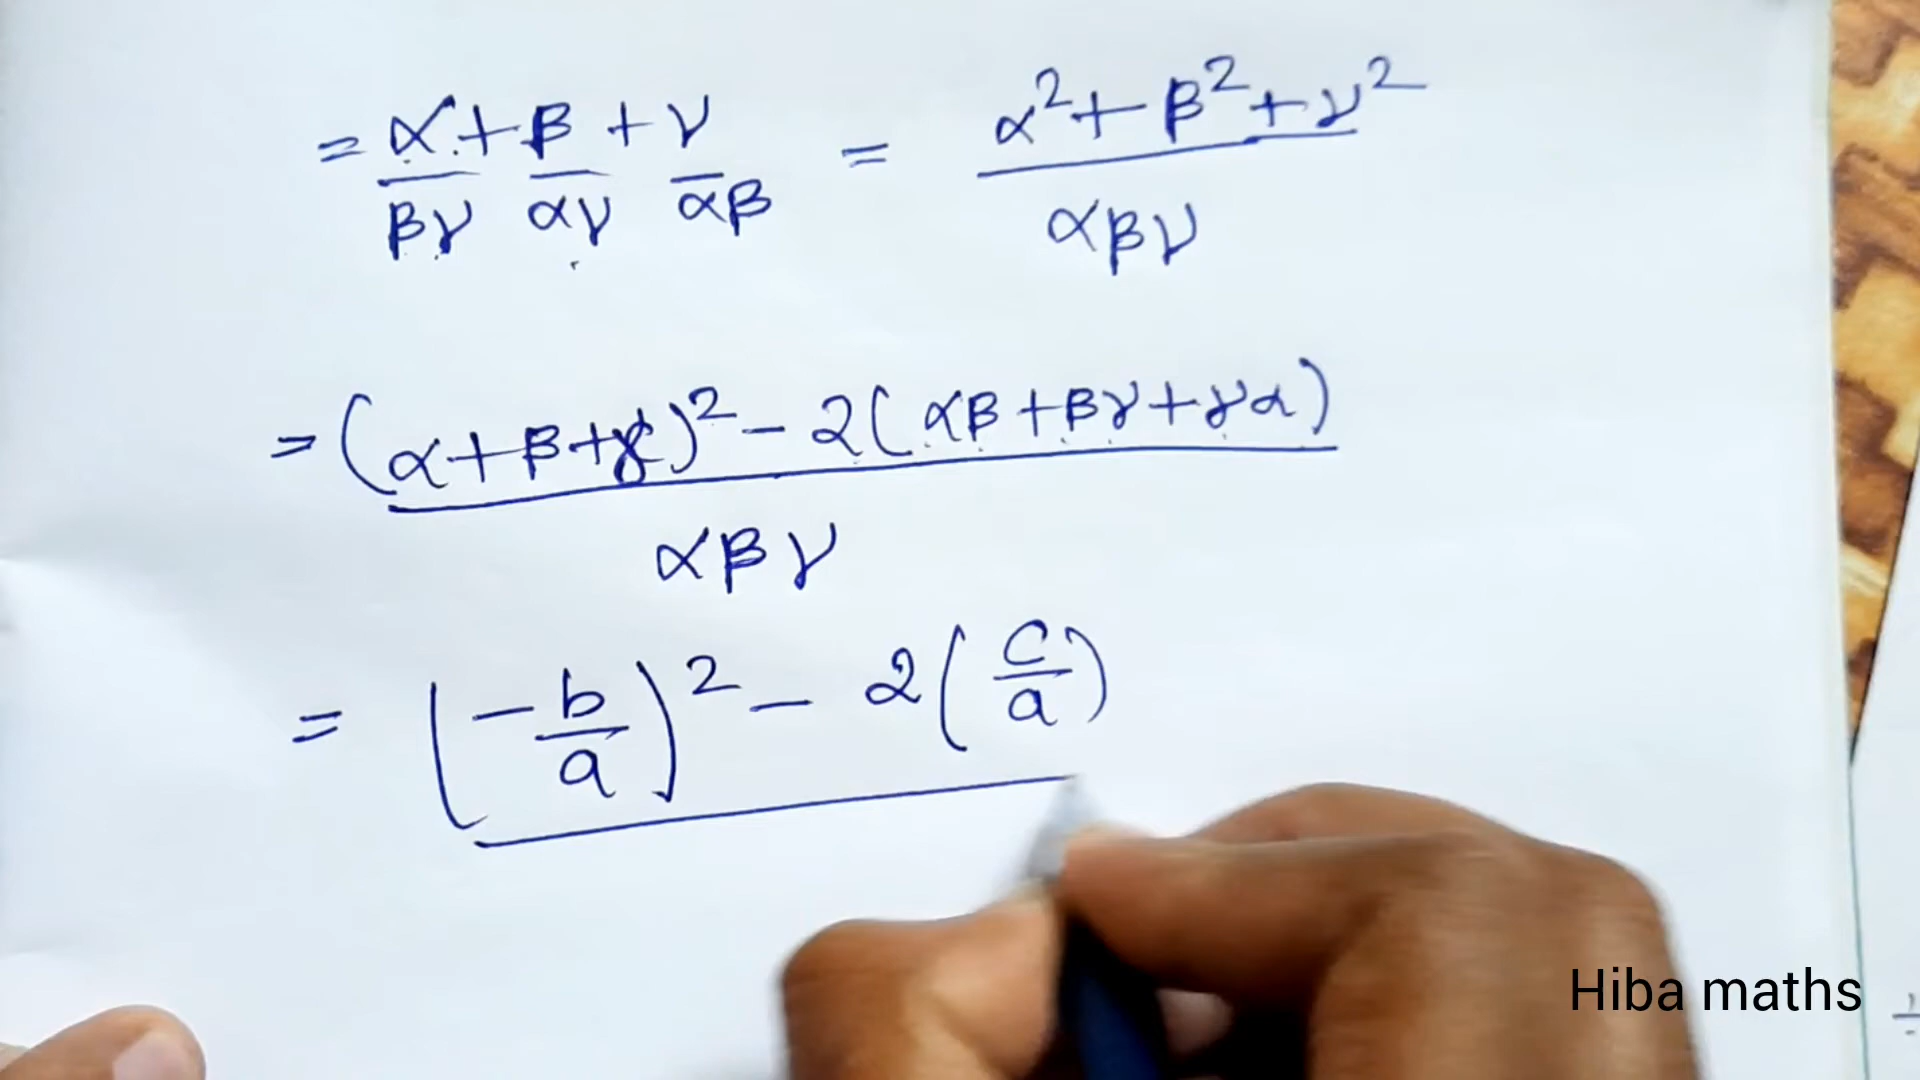 = α/βγ + β/αγ + γ/αβ = (α² + β² + γ²)/αβγ
= ((α + β + γ)² - 2(αβ + βγ + γα))/αβγ
= (-b/a)² - 2(c/a)
Hiba maths